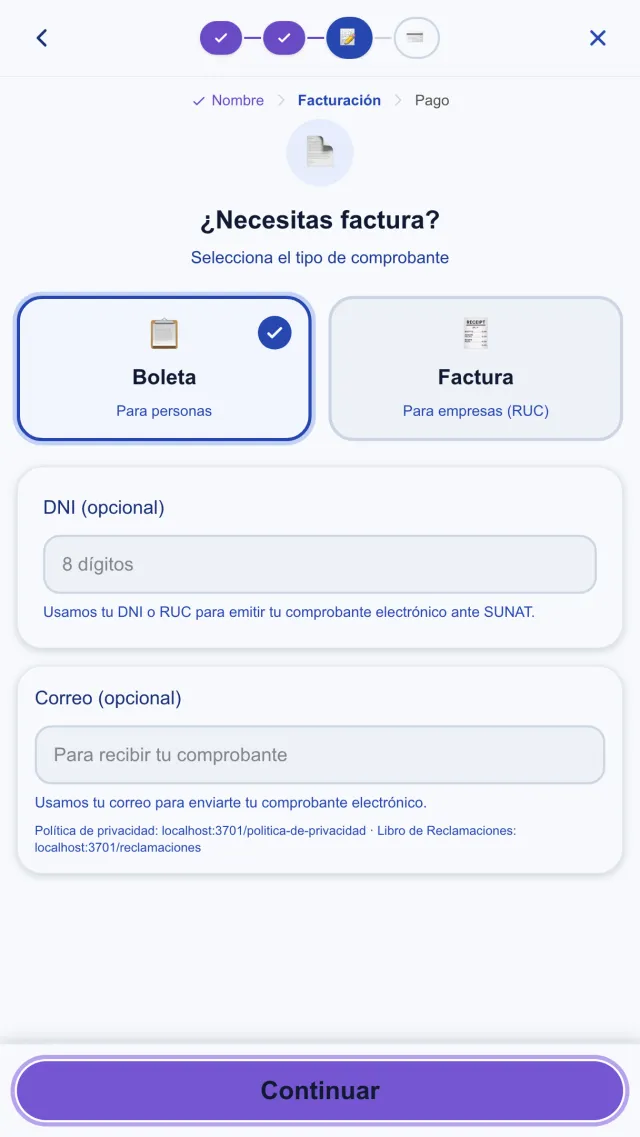 Nombre
Facturación
Pago
¿Necesitas factura?
Selecciona el tipo de comprobante
Boleta
Para personas
RECEIPT
Factura
Para empresas (RUC)
DNI (opcional)
8 dígitos
Usamos tu DNI o RUC para emitir tu comprobante electrónico ante SUNAT.
Correo (opcional)
Para recibir tu comprobante
Usamos tu correo para enviarte tu comprobante electrónico.
Política de privacidad: localhost:3701/politica-de-privacidad · Libro de Reclamaciones:
localhost:3701/reclamaciones
Continuar